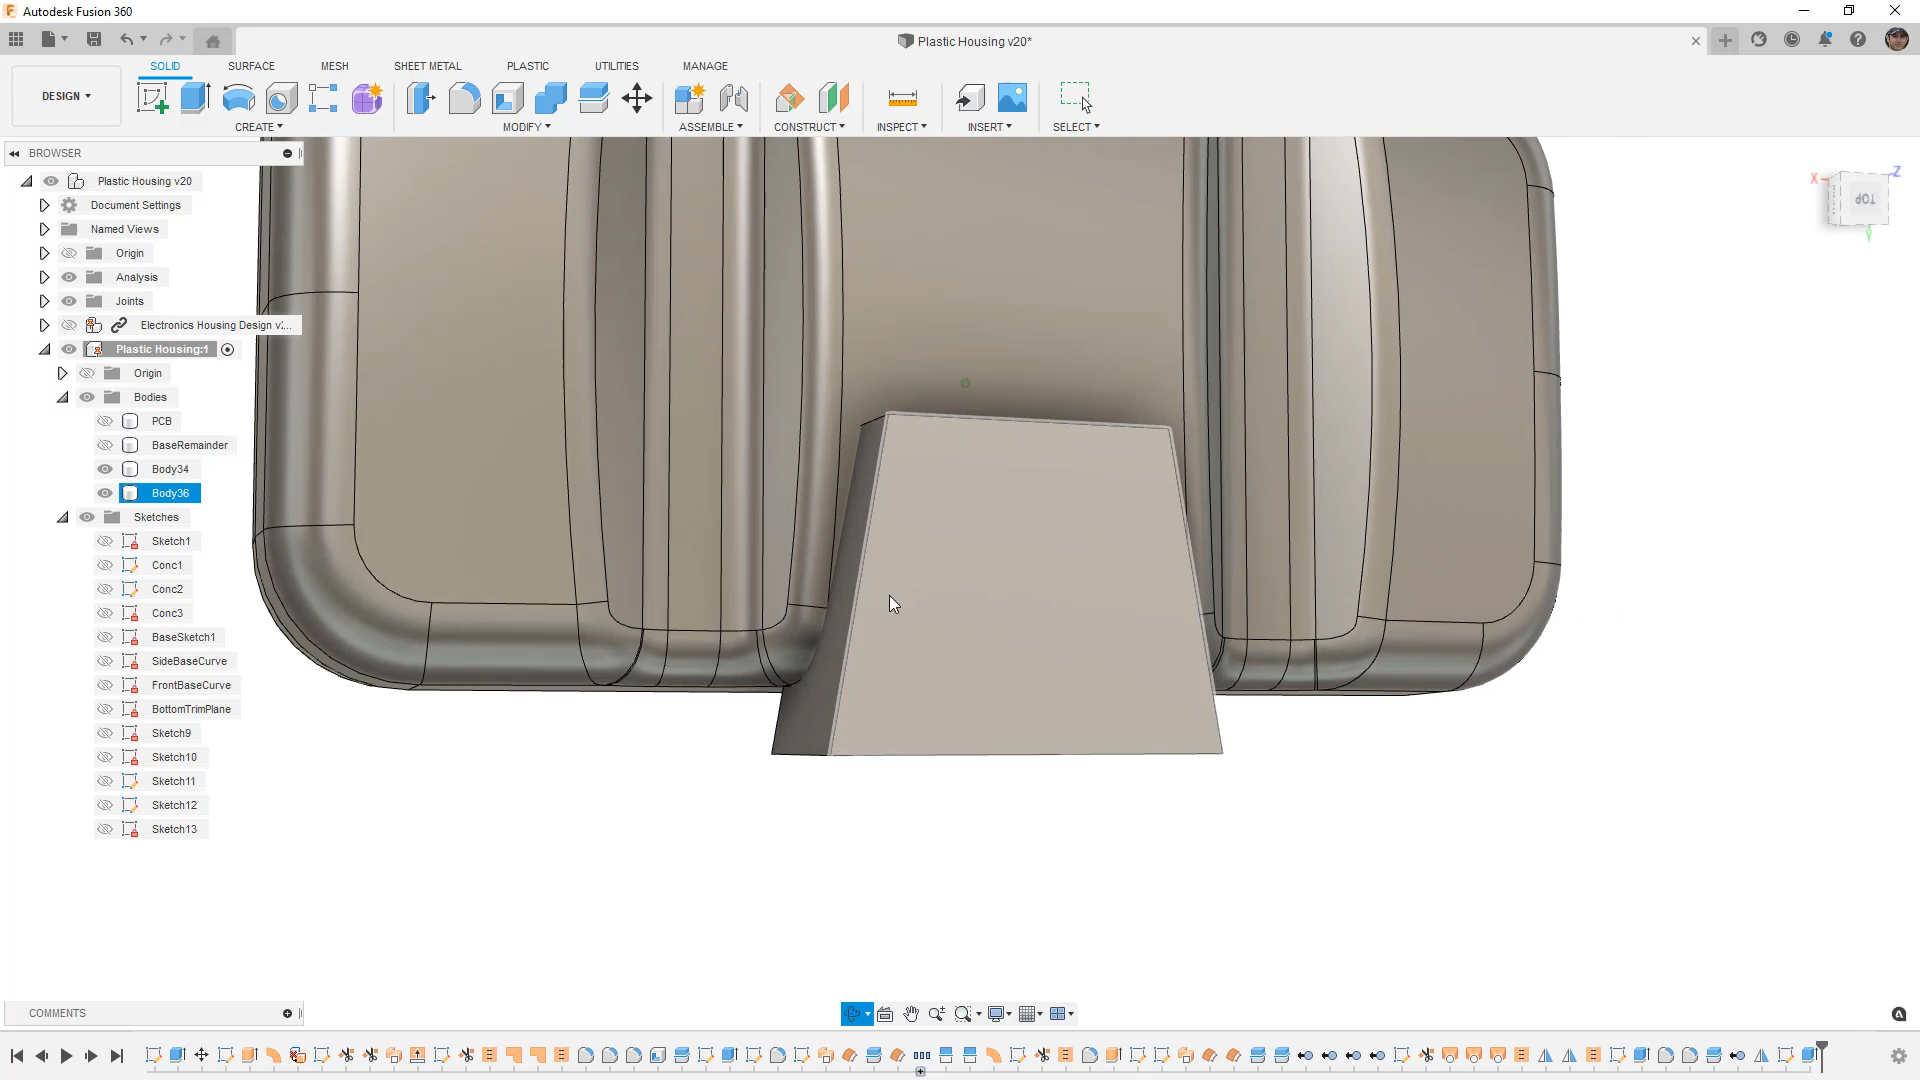 Autodesk Fusion 360
Plastic Housing v20*
DESIGN
SOLID
SURFACE
MESH
SHEET METAL
PLASTIC
UTILITIES
MANAGE
CREATE
MODIFY
ASSEMBLE
CONSTRUCT
INSPECT
INSERT
SELECT
BROWSER
Plastic Housing v20
Document Settings
Named Views
Origin
Analysis
Joints
Electronics Housing Design v2...
Plastic Housing:1
Origin
Bodies
PCB
BaseRemainder
Body34
Body36
Sketches
Sketch1
Conc1
Conc2
Conc3
BaseSketch1
SideBaseCurve
FrontBaseCurve
BottomTrimPlane
Sketch9
Sketch10
Sketch11
Sketch12
Sketch13
X
Z
TOP
Y
COMMENTS